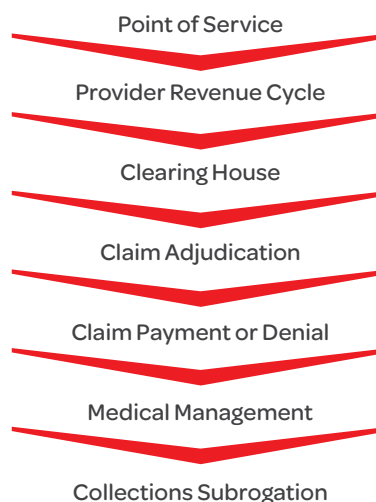 Point of Service
Provider Revenue Cycle
Clearing House
Claim Adjudication
Claim Payment or Denial
Medical Management
Collections Subrogation